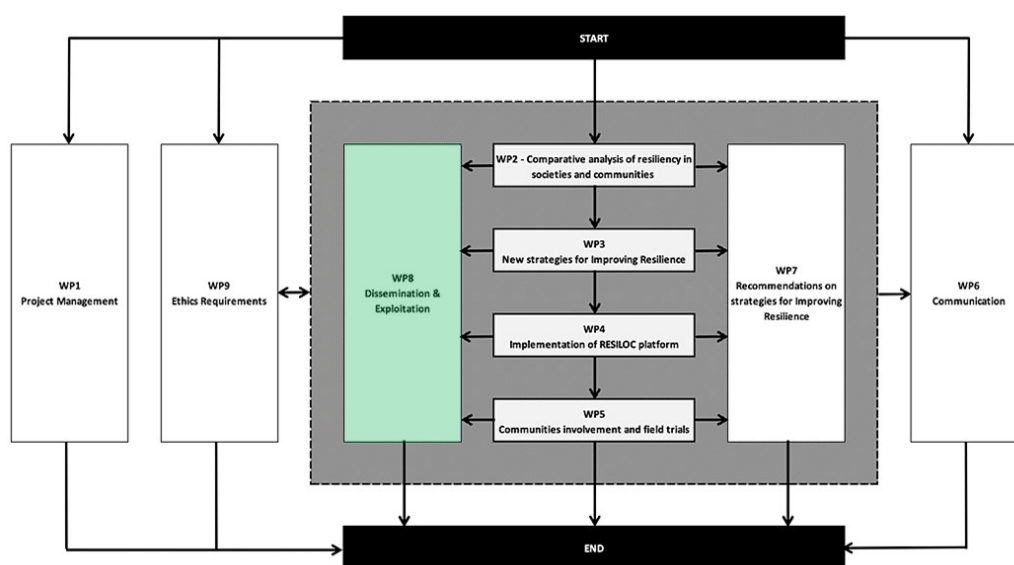 START
WP1
Project Management
WP9
Ethics Requirements
WP8
Dissemination &
Exploitation
WP2 - Comparative analysis of resiliency in
societies and communities
WP3
New strategies for Improving Resilience
WP4
Implementation of RESILOC platform
WP5
Communities involvement and field trials
WP7
Recommendations on
strategies for Improving
Resilience
WP6
Communication
END